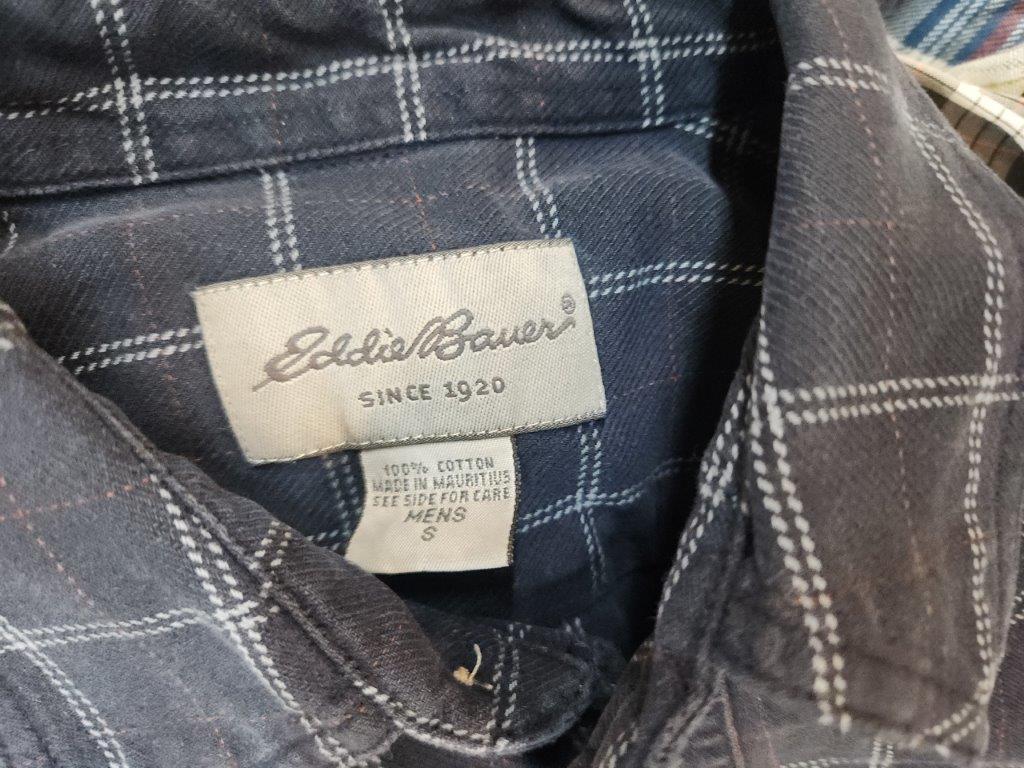 Eddie Bauer®
SINCE 1920
100% COTTON
MADE IN MAURITIUS
SEE SIDE FOR CARE
MENS
S